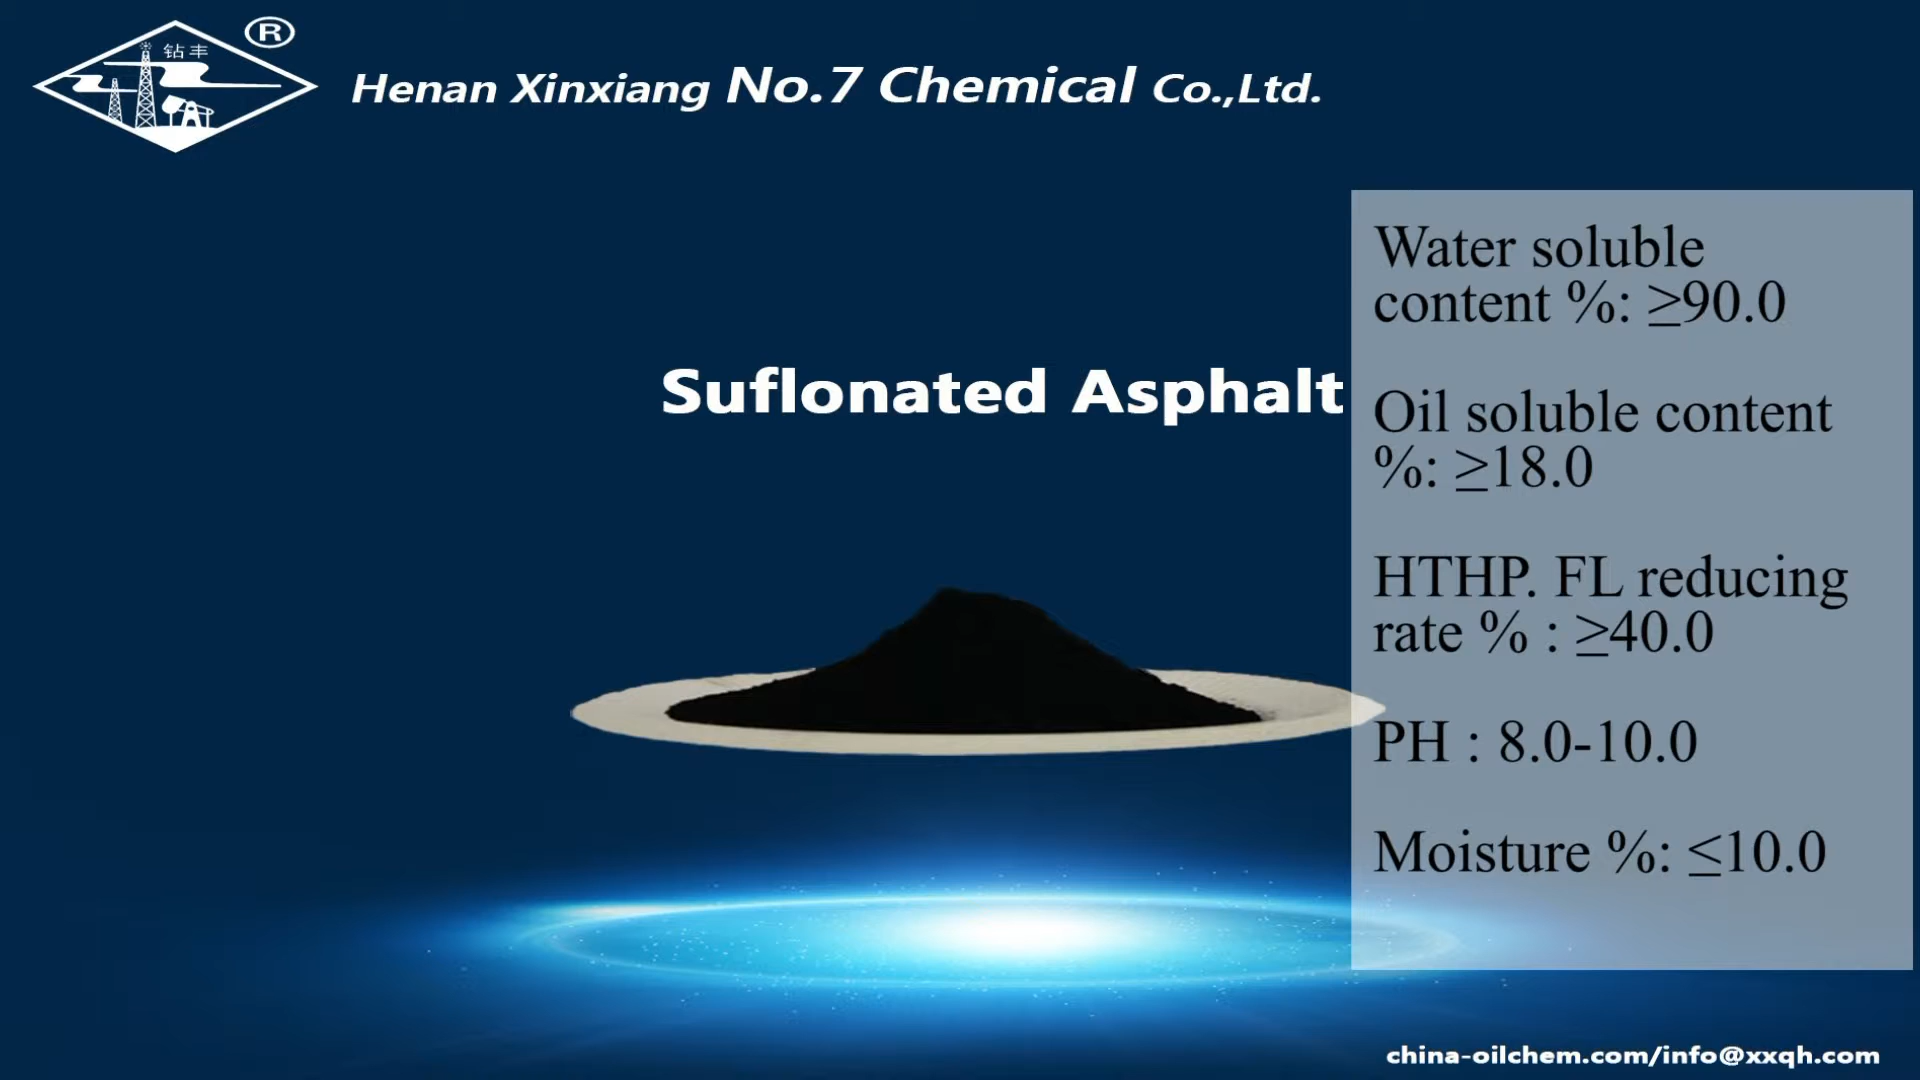 钻丰
®
Henan Xinxiang No.7 Chemical Co.,Ltd.
Suflonated Asphalt
Water soluble
content %: ≥90.0
Oil soluble content
%: ≥18.0
HTHP. FL reducing
rate % : ≥40.0
PH : 8.0-10.0
Moisture %: ≤10.0
china-oilchem.com/info@xxqh.com